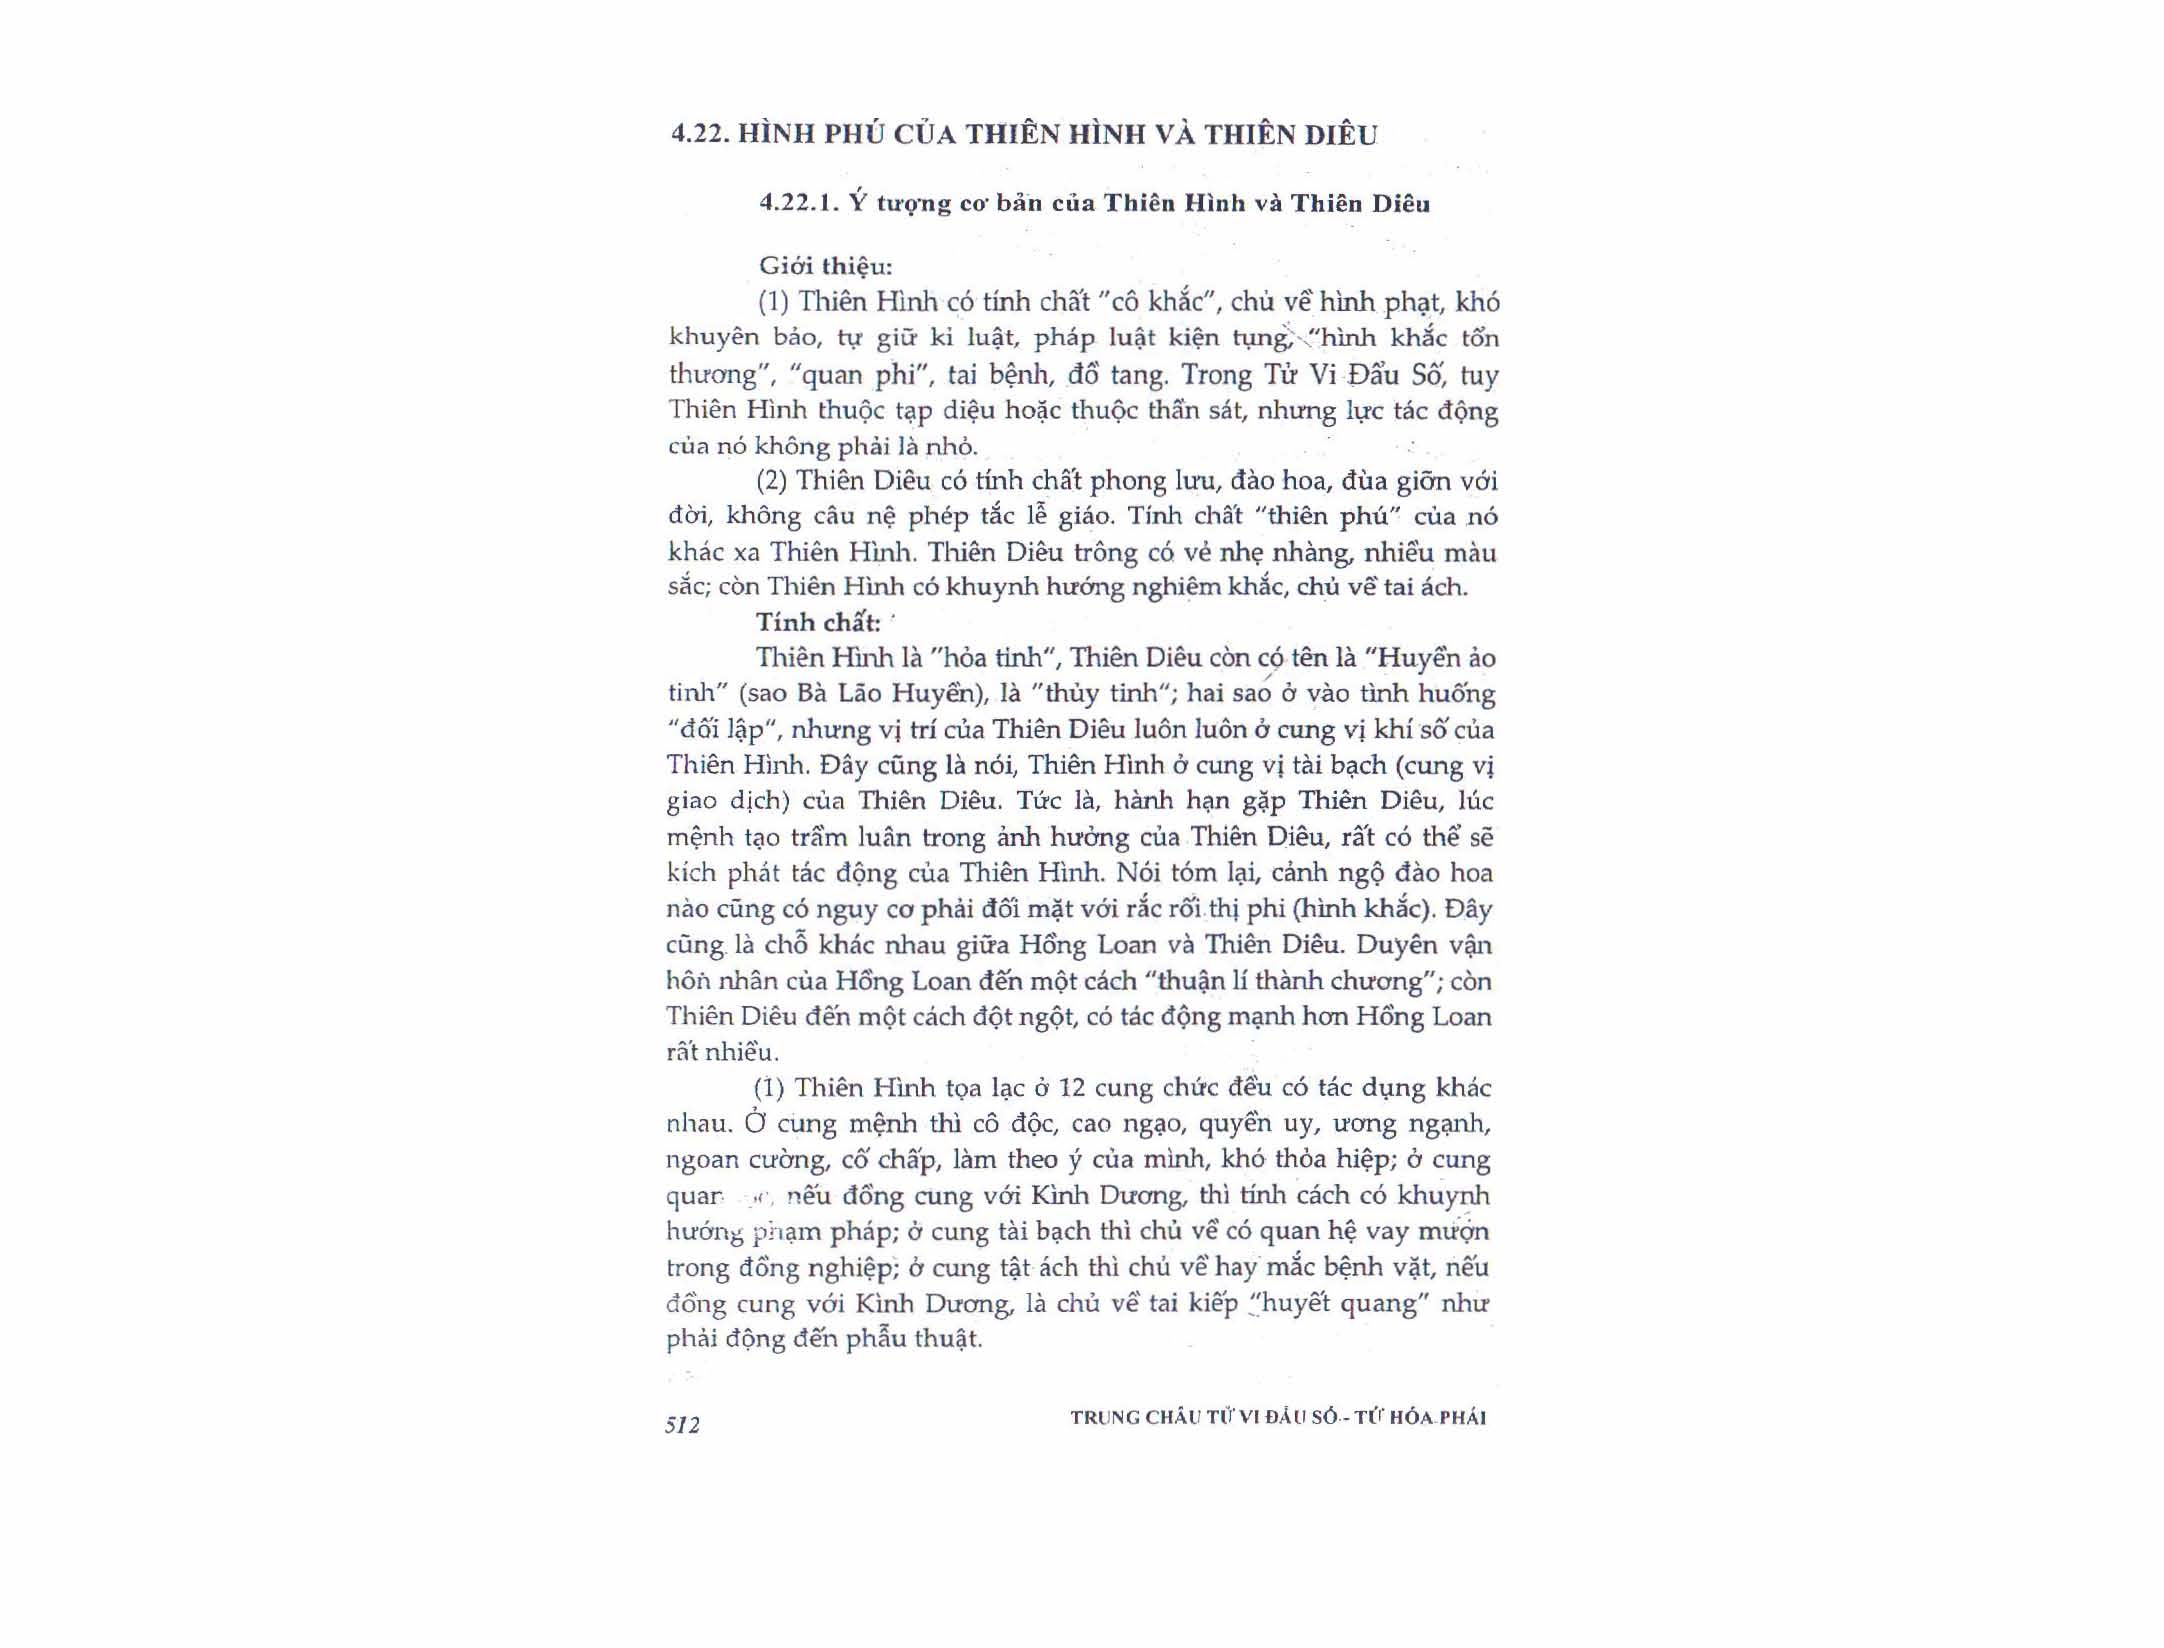 4.22. HÌNH PHÚ CỦA THIÊN HÌNH VÀ THIÊN DIÊU
4.22.1. Ý tượng cơ bản của Thiên Hình và Thiên Diêu
Giới thiệu:
(1) Thiên Hình có tính chất "cô khắc", chủ về hình phạt, khó
khuyên bảo, tự giữ kỉ luật, pháp luật kiện tụng, "hình khắc tổn
thương", "quan phi", tai bệnh, đồ tang. Trong Tử Vi Đẩu Số, tuy
Thiên Hình thuộc tạp diệu hoặc thuộc thần sát, nhưng lực tác động
của nó không phải là nhỏ.
(2) Thiên Diêu có tính chất phong lưu, đào hoa, đùa giỡn với
đời, không câu nệ phép tắc lễ giáo. Tính chất "thiên phú" của nó
khác xa Thiên Hình. Thiên Diêu trông có vẻ nhẹ nhàng, nhiều màu
sắc; còn Thiên Hình có khuynh hướng nghiêm khắc, chủ về tai ách.
Tính chất:
Thiên Hình là "hỏa tinh", Thiên Diêu còn có tên là "Huyền ảo
tinh" (sao Bà Lão Huyền), là "thủy tinh"; hai sao ở vào tình huống
"đối lập", nhưng vị trí của Thiên Diêu luôn luôn ở cung vị khí số của
Thiên Hình. Đây cũng là nói, Thiên Hình ở cung vị tài bạch (cung vị
giao dịch) của Thiên Diêu. Tức là, hành hạn gặp Thiên Diêu, lúc
mệnh tạo trầm luân trong ảnh hưởng của Thiên Diêu, rất có thể sẽ
kích phát tác động của Thiên Hình. Nói tóm lại, cảnh ngộ đào hoa
nào cũng có nguy cơ phải đối mặt với rắc rối thị phi (hình khắc). Đây
cũng là chỗ khác nhau giữa Hồng Loan và Thiên Diêu. Duyên vận
hôn nhân của Hồng Loan đến một cách "thuận lí thành chương"; còn
Thiên Diêu đến một cách đột ngột, có tác động mạnh hơn Hồng Loan
rất nhiều.
(1) Thiên Hình tọa lạc ở 12 cung chức đều có tác dụng khác
nhau. Ở cung mệnh thì cô độc, cao ngạo, quyền uy, ương ngạnh,
ngoan cường, cố chấp, làm theo ý của mình, khó thỏa hiệp; ở cung
nếu đồng cung với Kình Dương, thì tính cách có khuynh
hướng phạm pháp; ở cung tài bạch thì chủ về có quan hệ vay mượn
trong đồng nghiệp; ở cung tật ách thì chủ về hay mắc bệnh vặt, nếu
đồng cung với Kình Dương, là chủ về tai kiếp "huyết quang" như
phải động đến phẫu thuật.
512
TRUNG CHÂU TỬ VI ĐẨU SỐ - TỨ HÓA PHÁI